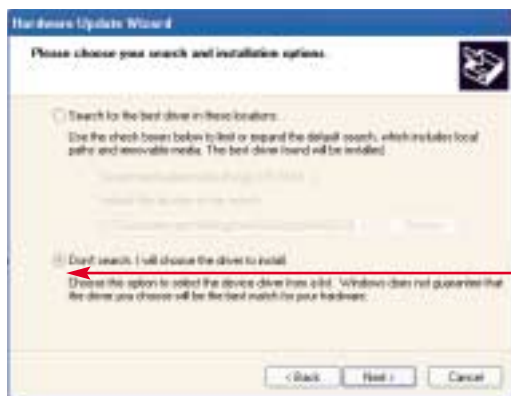 Hardware Update Wizard
Please choose your search and installation options.
Search for the best driver in these locations.
Use the check boxes below to limit or expand the default search, which includes local
paths and removable media. The best driver found will be installed.
Don't search. I will choose the driver to install.
Choose this option to select the device driver from a list. Windows does not guarantee that
the driver you choose will be the best match for your hardware.
< Back
Next >
Cancel